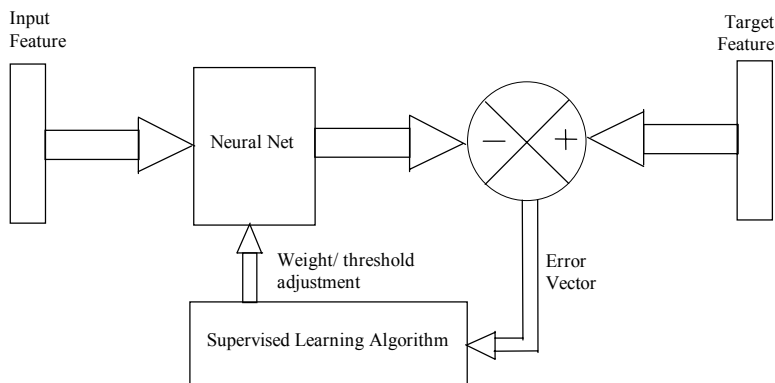 Input
Feature
Target
Feature
Neural Net
− +
Weight/ threshold
adjustment
Error
Vector
Supervised Learning Algorithm